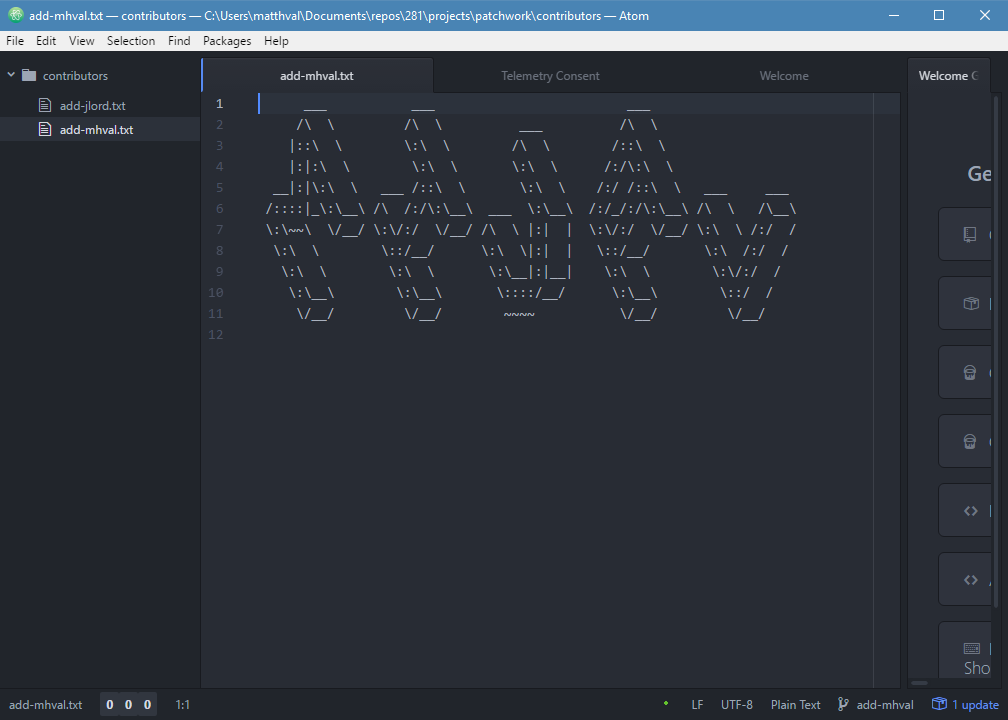 add-mhval.txt — contributors — C:\Users\matthval\Documents\repos\281\projects\patchwork\contributors — Atom
File Edit View Selection Find Packages Help
contributors
add-jlord.txt
add-mhval.txt
add-mhval.txt Telemetry Consent Welcome Welcome G
1       ___           ___                         ___
2      /\  \         /\  \          ___          /\  \
3     |::\  \        \:\  \        /\  \        /::\  \
4     |:|:\  \        \:\  \       \:\  \      /:/\:\  \
5   __|:|\:\  \   ___ /::\  \       \:\  \    /:/ /::\  \   ___     ___
6  /::::|_\:\__\ /\  /:/\:\__\  ___  \:\__\  /:/_/:/\:\__\ /\  \   /\__\
7  \:\~~\  \/__/ \:\/:/  \/__/ /\  \ |:|  |  \:\/:/  \/__/ \:\  \ /:/  /
8   \:\  \        \::/__/      \:\  \|:|  |   \::/__/       \:\  /:/  /
9    \:\  \        \:\  \       \:\__|:|__|    \:\  \        \:\/:/  /
10    \:\__\        \:\__\       \::::/__/      \:\__\        \::/  /
11     \/__/         \/__/        ~~~~           \/__/         \/__/
12
Ge
Sho
add-mhval.txt 0 0 0 1:1 LF UTF-8 Plain Text add-mhval 1 update